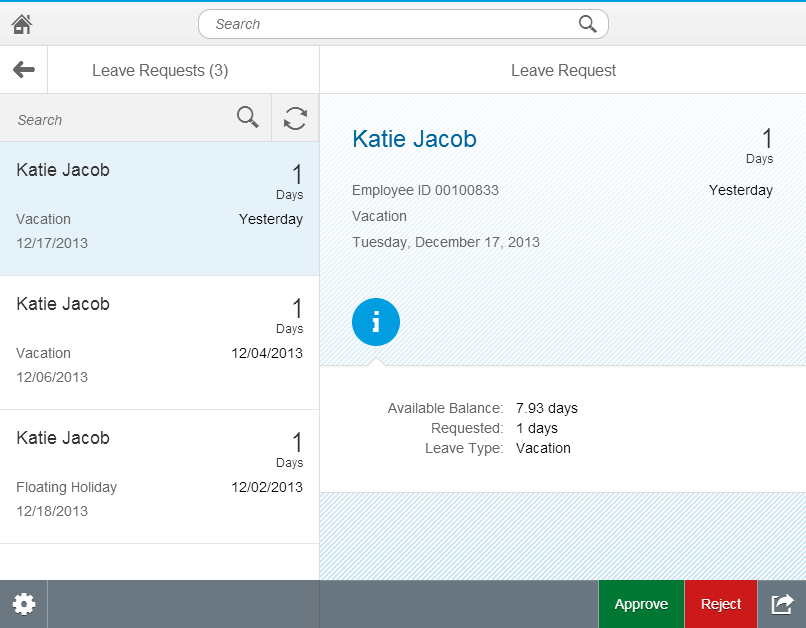 Search
Leave Requests (3)
Leave Request
Search
Katie Jacob
1
Days
Vacation
Yesterday
12/17/2013
Katie Jacob
1
Days
Vacation
12/04/2013
12/06/2013
Katie Jacob
1
Days
Floating Holiday
12/02/2013
12/18/2013
Katie Jacob
1
Days
Employee ID 00100833
Yesterday
Vacation
Tuesday, December 17, 2013
i
Available Balance: 7.93 days
Requested: 1 days
Leave Type: Vacation
Approve
Reject